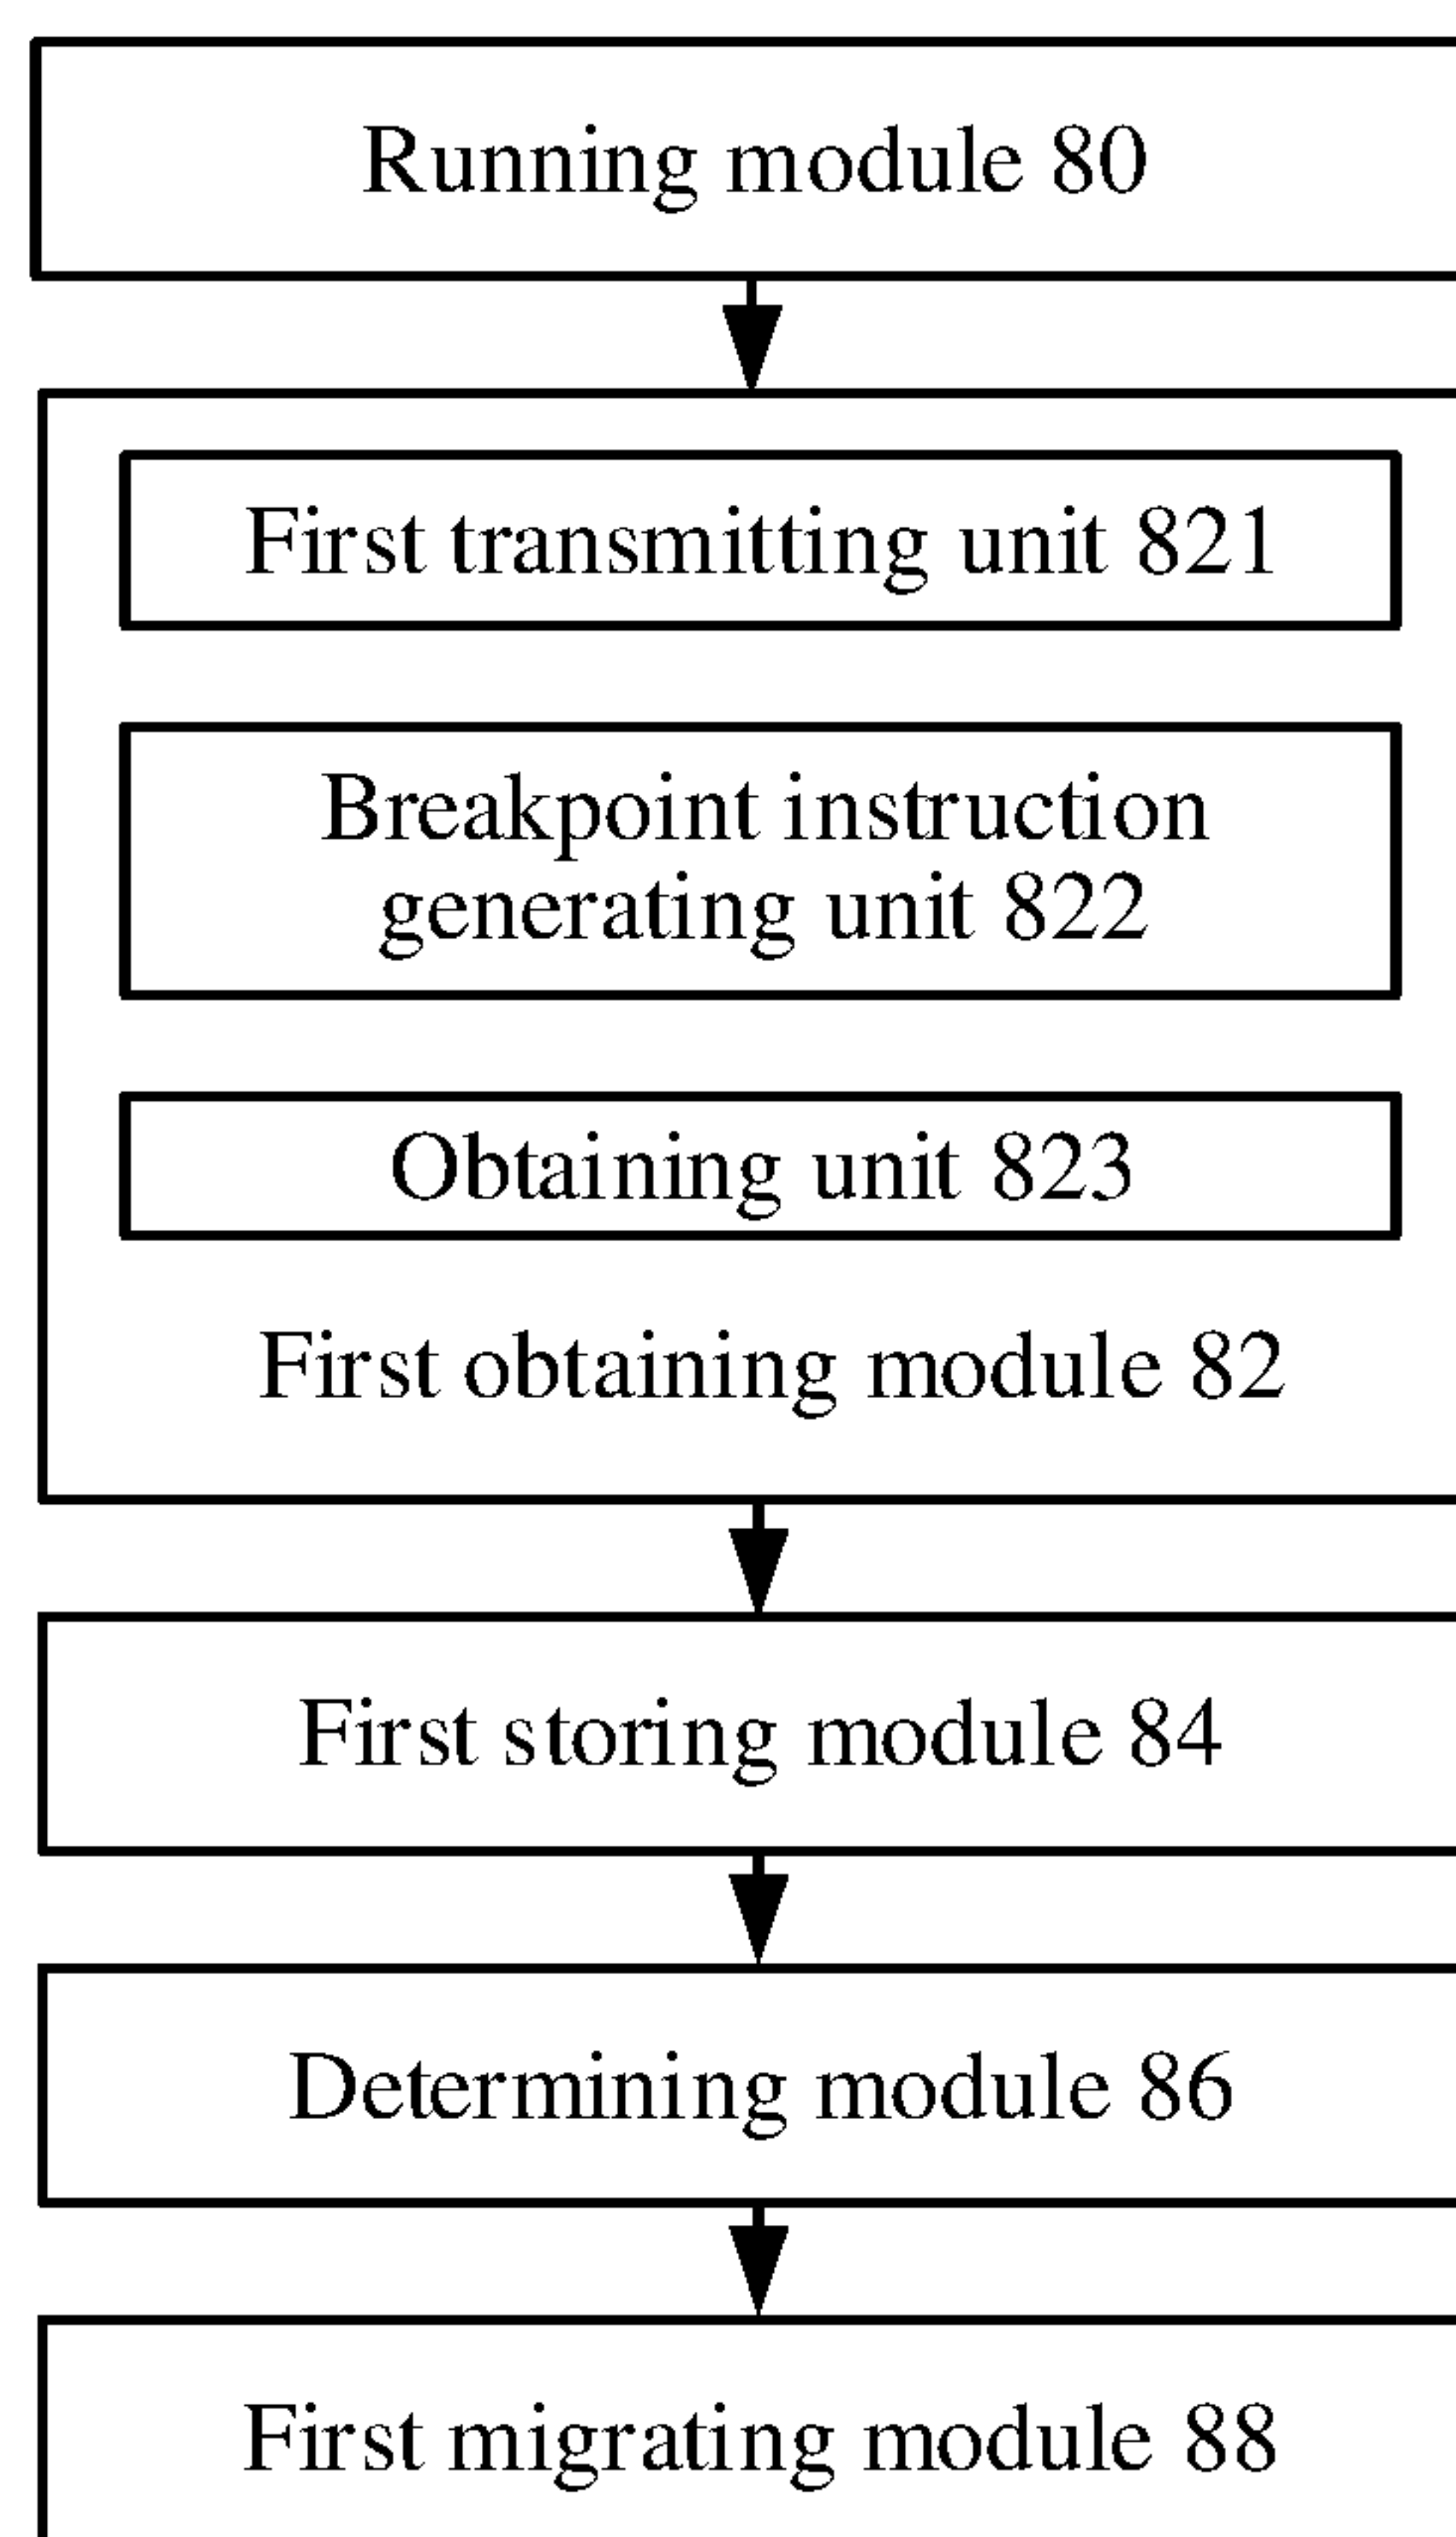 Running module 80
First transmitting unit 821
Breakpoint instruction
generating unit 822
Obtaining unit 823
First obtaining module 82
First storing module 84
Determining module 86
First migrating module 88